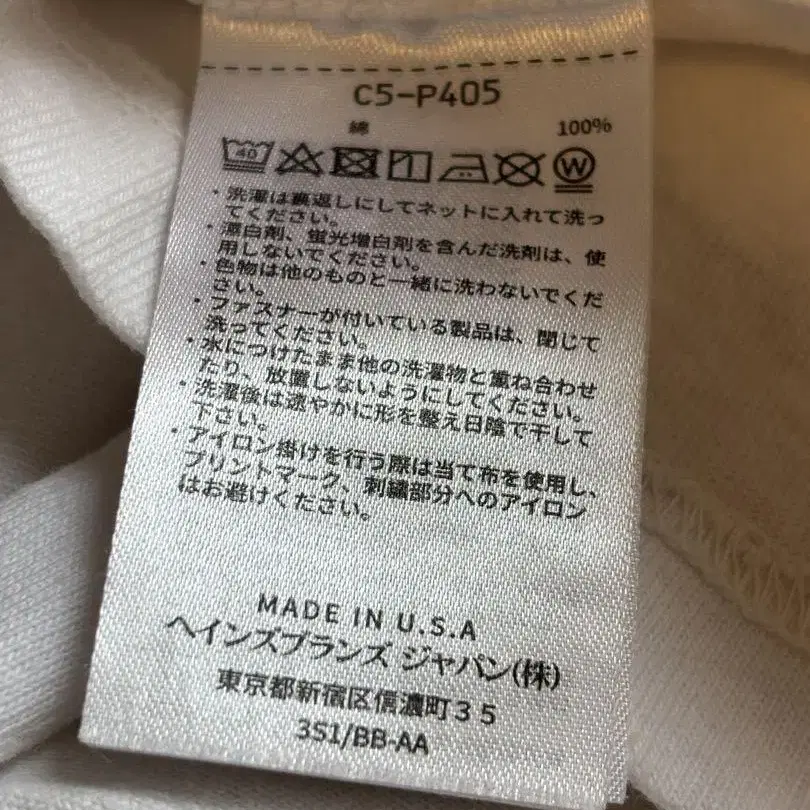 C5-P405
綿 100%
40 W
・洗濯は裏返しにしてネットに入れて洗っ
てください。
・漂白剤、蛍光増白剤を含んだ洗剤は、使
用しないでください。
・色物は他のものと一緒に洗わないでくだ
さい。
・ファスナーが付いている製品は、閉じて
洗ってください。
・水につけたまま他の洗濯物と重ね合わせ
たり、放置しないようにしてください。
・洗濯後は速やかに形を整え日陰で干して
下さい。
・アイロン掛けを行う際は当て布を使用し、
プリントマーク、刺繍部分へのアイロン
はお避けください。
MADE IN U.S.A
ヘインズブランズ ジャパン(株)
東京都新宿区信濃町35
3S1/BB-AA